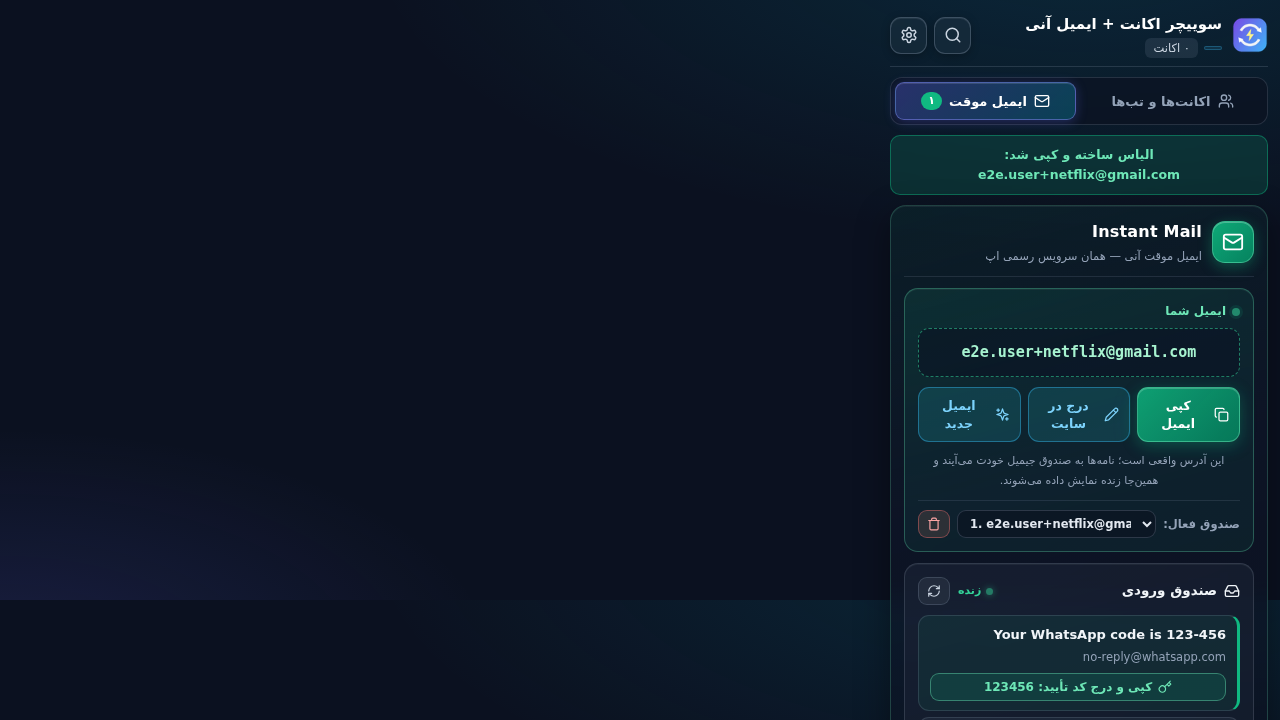 سوییچر اکانت + ایمیل آنی
۰ اکانت
اکانت‌ها و تب‌ها
ایمیل موقت ۱
الیاس ساخته و کپی شد:
e2e.user+netflix@gmail.com
Instant Mail
ایمیل موقت آنی — همان سرویس رسمی اپ
ایمیل شما
e2e.user+netflix@gmail.com
کپی ایمیل
درج در سایت
ایمیل جدید
این آدرس واقعی است؛ نامه‌ها به صندوق جیمیل خودت می‌آیند و
همین‌جا زنده نمایش داده می‌شوند.
صندوق فعال:
1. e2e.user+netflix@gma
صندوق ورودی
زنده
Your WhatsApp code is 123-456
no-reply@whatsapp.com
کپی و درج کد تأیید: 123456